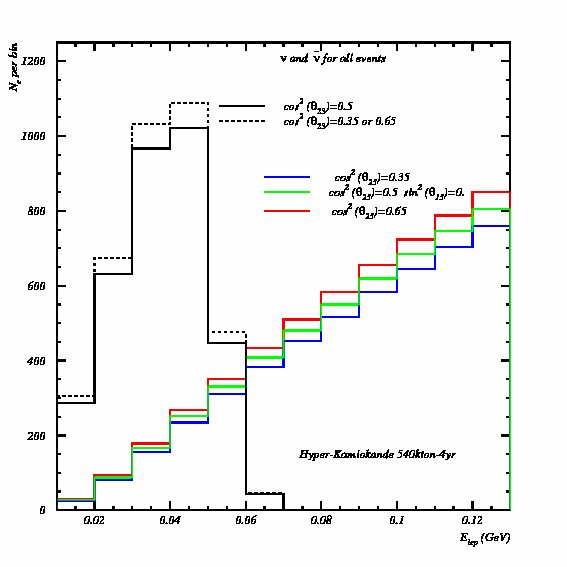 N_e per bin
ν and ν̄ for all events
cos²(θ₂₃)=0.5
cos²(θ₂₃)=0.35 or 0.65
cos²(θ₂₃)=0.35
cos²(θ₂₃)=0.5 sin²(θ₁₃)=0.
cos²(θ₂₃)=0.65
Hyper-Kamiokande 540kton-4yr
1200
1000
800
600
400
200
0
0.02 0.04 0.06 0.08 0.1 0.12
E_lep (GeV)